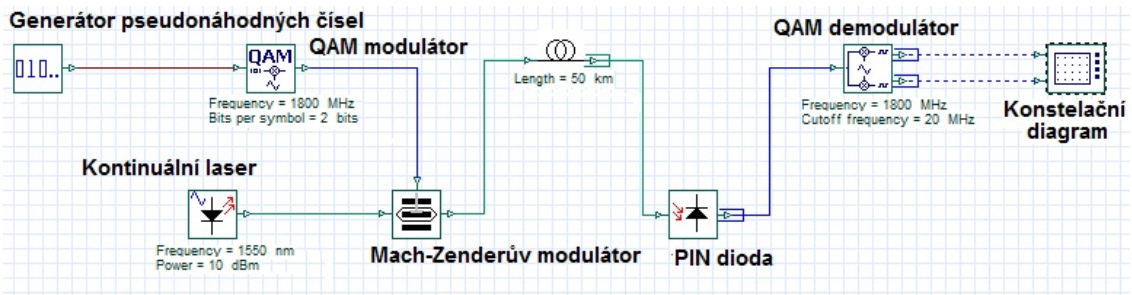 Generátor pseudonáhodných čísel
QAM modulátor
QAM demodulátor
010..
QAM
101
Length = 50 km
Frequency = 1800 MHz
Bits per symbol = 2 bits
Frequency = 1800 MHz
Cutoff frequency = 20 MHz
Konstelační
diagram
Kontinuální laser
Frequency = 1550 nm
Power = 10 dBm
Mach-Zenderův modulátor
PIN dioda